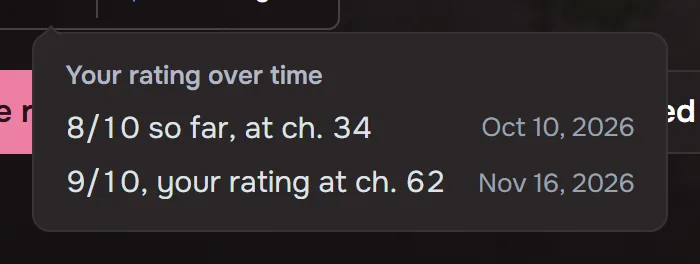 Your rating over time
8/10 so far, at ch. 34 Oct 10, 2026
9/10, your rating at ch. 62 Nov 16, 2026